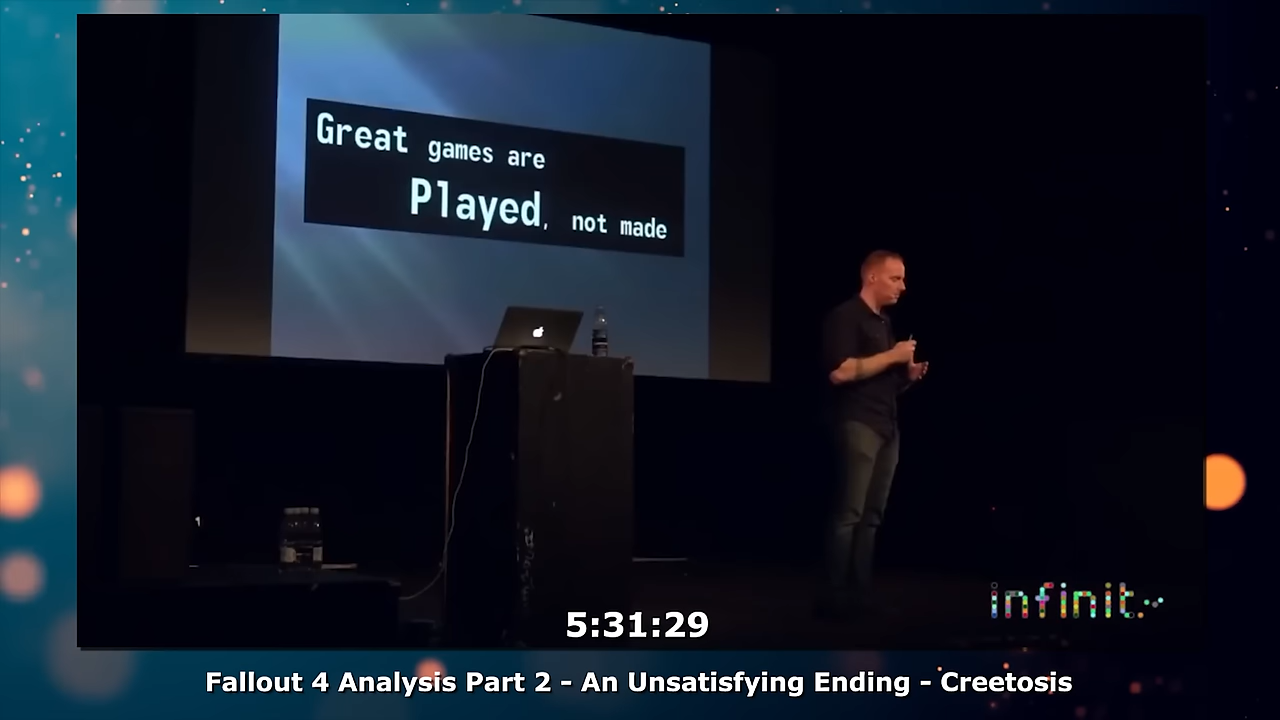 Great games are
Played, not made
infinit
5:31:29
Fallout 4 Analysis Part 2 - An Unsatisfying Ending - Creetosis